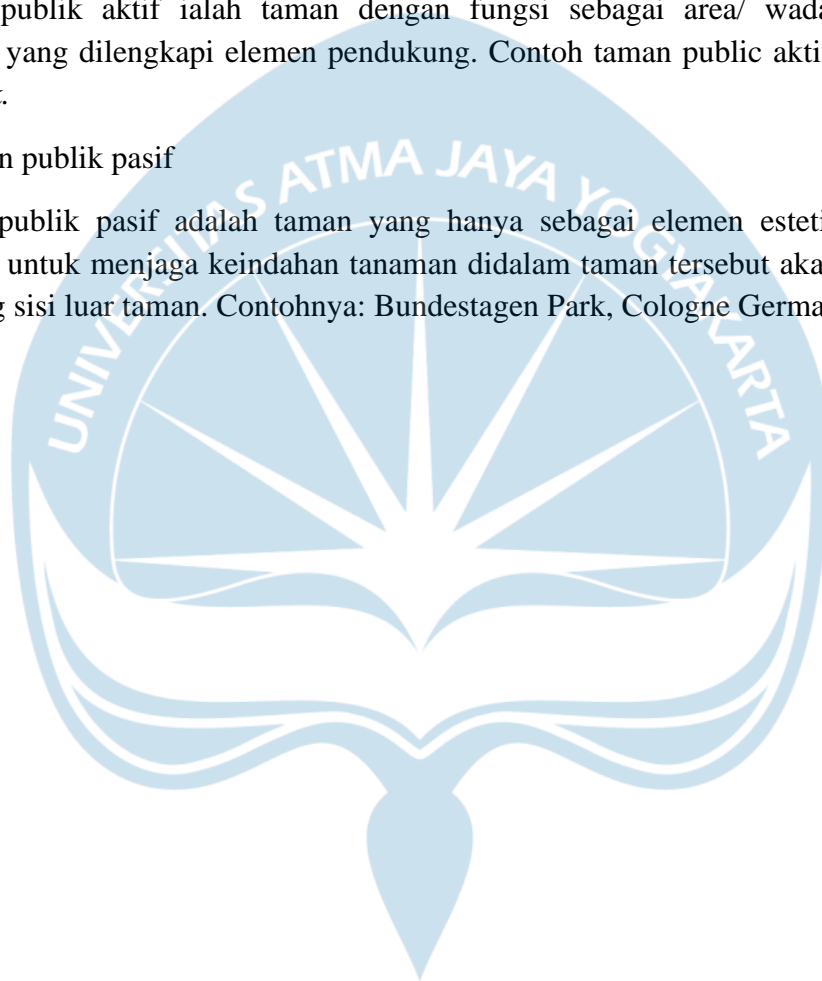 publik aktif ialah taman dengan fungsi sebagai area/ wada
yang dilengkapi elemen pendukung. Contoh taman public akti
n publik pasif
publik pasif adalah taman yang hanya sebagai elemen esteti
untuk menjaga keindahan tanaman didalam taman tersebut aka
g sisi luar taman. Contohnya: Bundestagen Park, Cologne Germa
UNIVERSITAS ATMA JAYA YOGYAKARTA